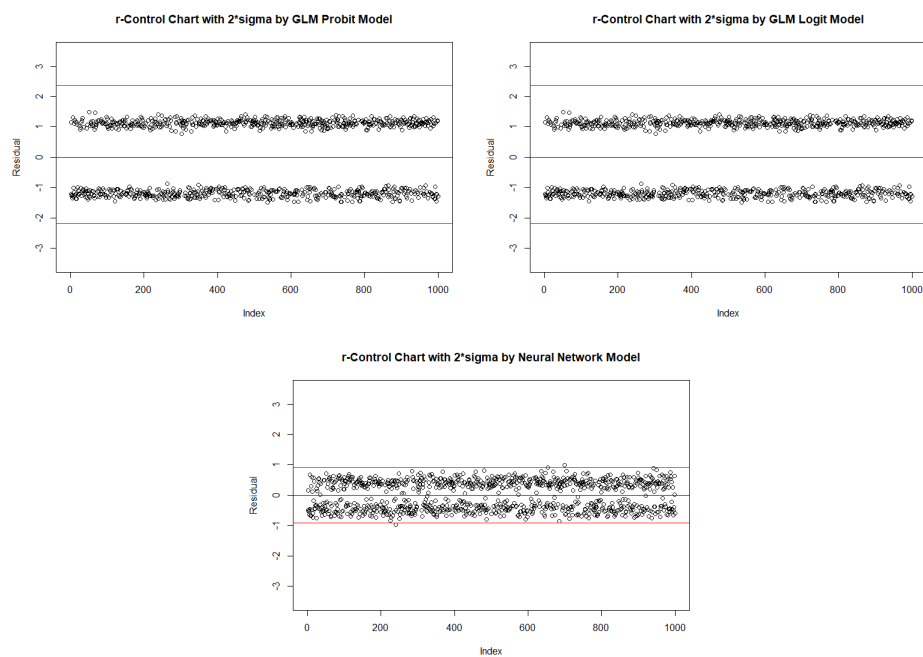 r-Control Chart with 2*sigma by GLM Probit Model
Residual
3
2
1
0
-1
-2
-3
0 200 400 600 800 1000
Index
r-Control Chart with 2*sigma by GLM Logit Model
Residual
3
2
1
0
-1
-2
-3
0 200 400 600 800 1000
Index
r-Control Chart with 2*sigma by Neural Network Model
Residual
3
2
1
0
-1
-2
-3
0 200 400 600 800 1000
Index